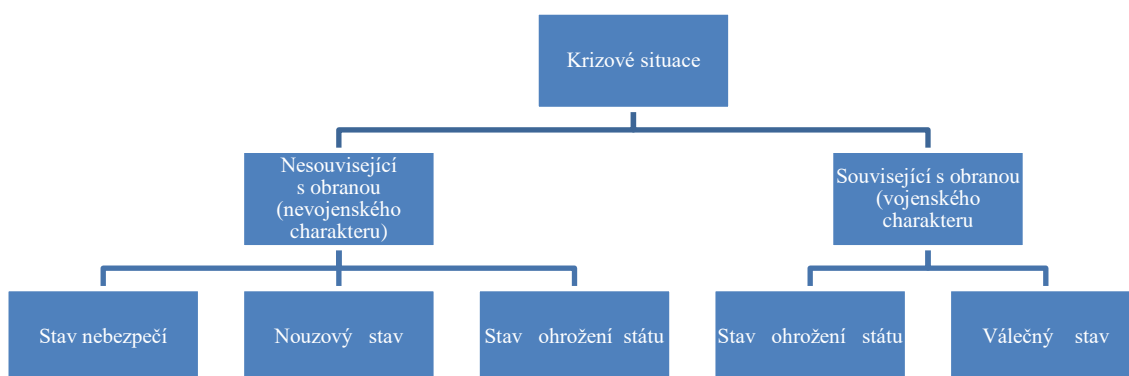 Krizové situace
Nesouvisející
s obranou
(nevojenského
charakteru)
Související s obranou
(vojenského
charakteru
Stav nebezpečí
Nouzový stav
Stav ohrožení státu
Stav ohrožení státu
Válečný stav